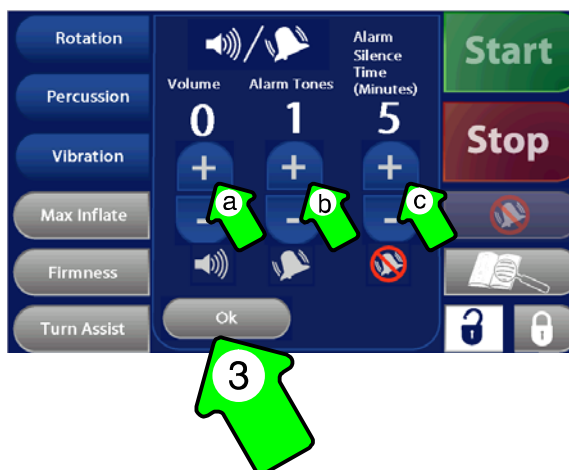 Rotation
Percussion
Vibration
Max Inflate
Firmness
Turn Assist
/
Alarm
Silence
Time
(Minutes)
Volume
Alarm Tones
0
1
5
+
+
+
a
b
c
-
-
-
Ok
3
Start
Stop